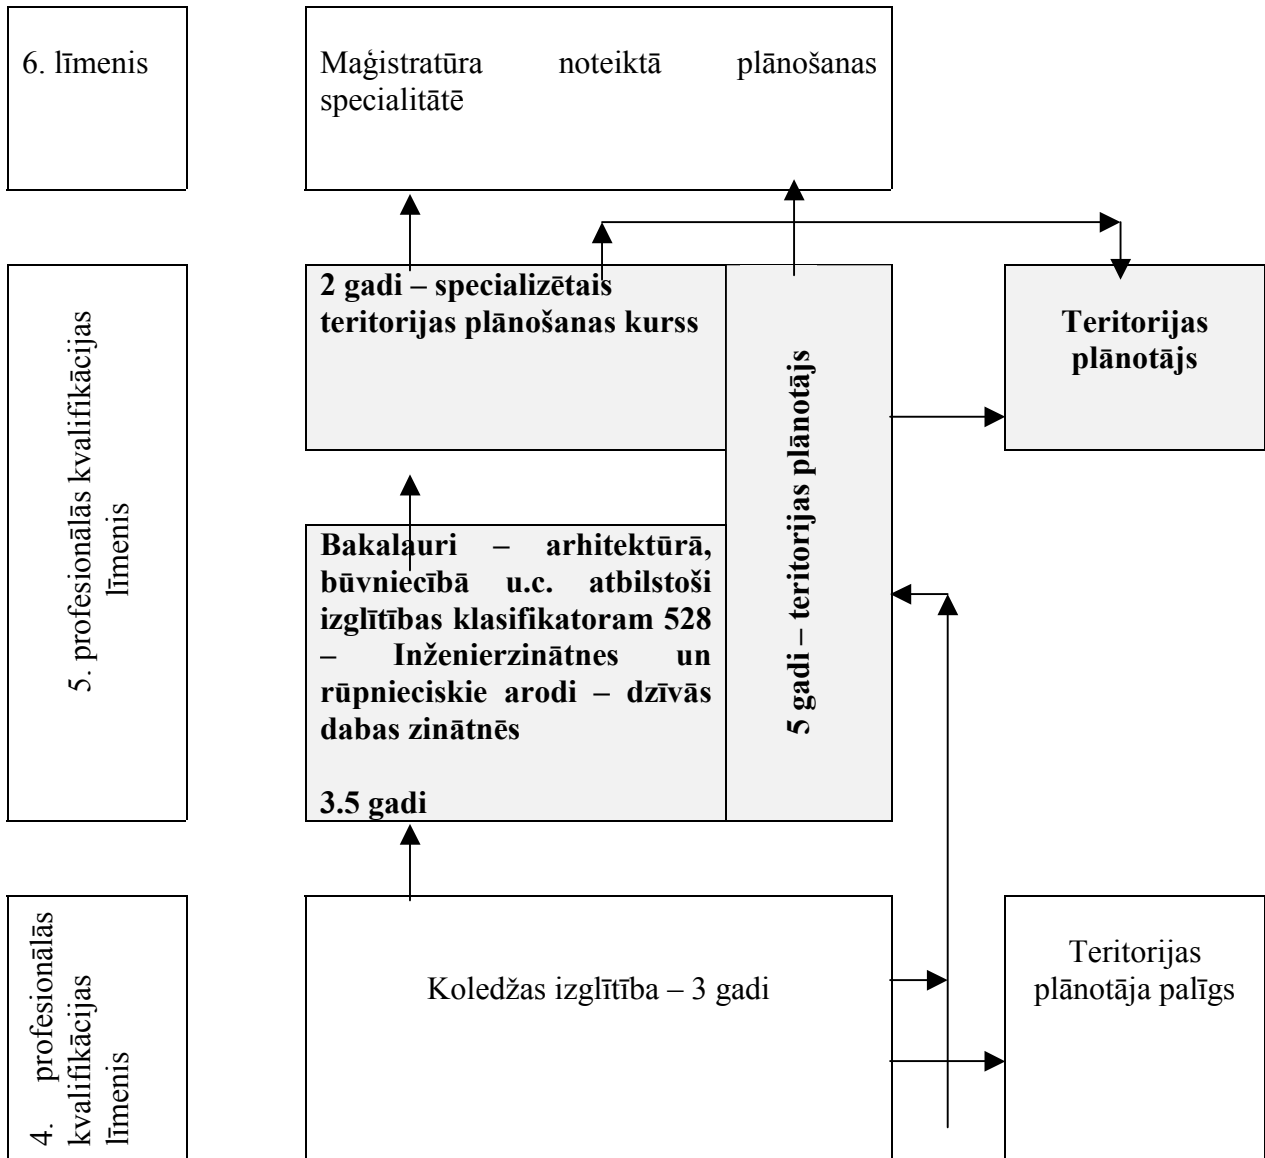 6. līmenis
Maģistratūra noteiktā plānošanas
specialitātē
5. profesionālās kvalifikācijas
līmenis
2 gadi – specializētais
teritorijas plānošanas kurss
5 gadi – teritorijas plānotājs
Teritorijas
plānotājs
Bakalauri – arhitektūrā,
būvniecībā u.c. atbilstoši
izglītības klasifikatoram 528
– Inženierzinātnes un
rūpnieciskie arodi – dzīvās
dabas zinātnēs
3.5 gadi
4. profesionālās
kvalifikācijas
līmenis
Koledžas izglītība – 3 gadi
Teritorijas
plānotāja palīgs